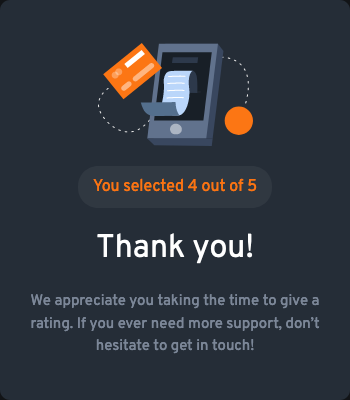 You selected 4 out of 5
Thank you!
We appreciate you taking the time to give a
rating. If you ever need more support, don’t
hesitate to get in touch!